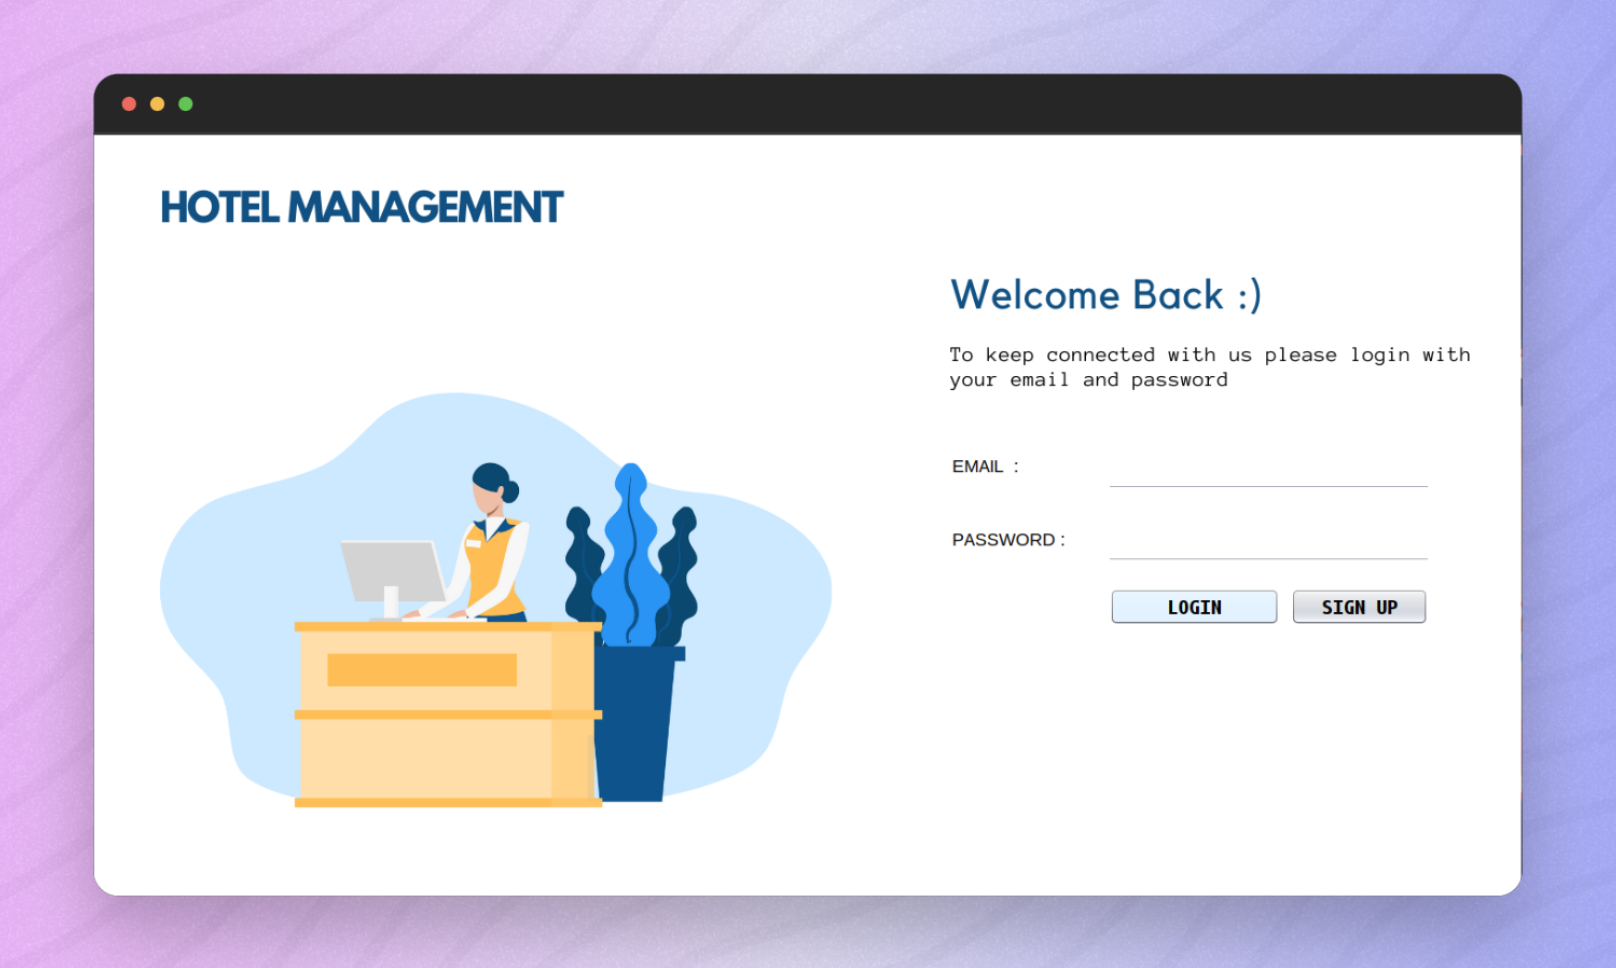 HOTEL MANAGEMENT
Welcome Back :)
To keep connected with us please login with
your email and password
EMAIL :
PASSWORD :
LOGIN
SIGN UP